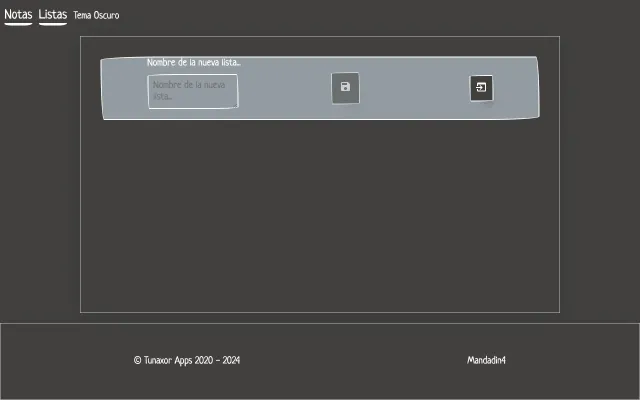 Notas Listas Tema Oscuro
Nombre de la nueva lista...
Nombre de la nueva
lista...
© Tunaxor Apps 2020 - 2024
Mandadin4